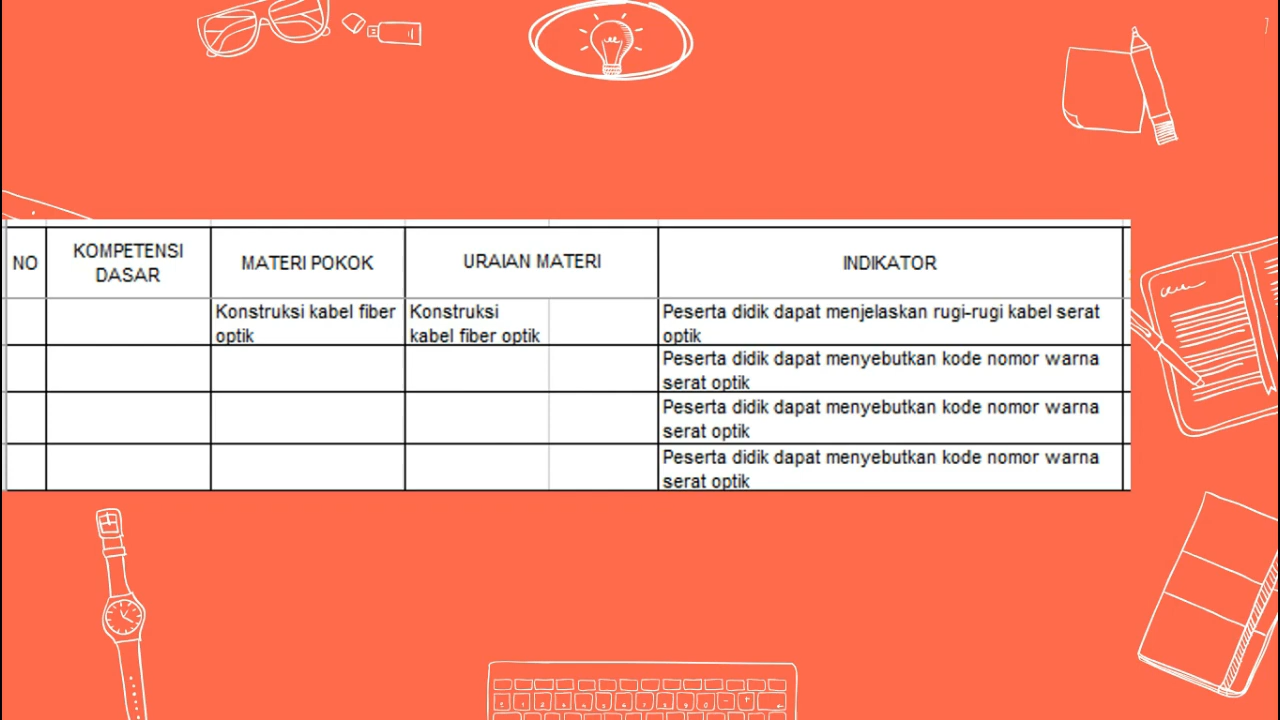 NO
KOMPETENSI
DASAR
MATERI POKOK
URAIAN MATERI
INDIKATOR
Konstruksi kabel fiber
optik
Konstruksi
kabel fiber optik
Peserta didik dapat menjelaskan rugi-rugi kabel serat
optik
Peserta didik dapat menyebutkan kode nomor warna
serat optik
Peserta didik dapat menyebutkan kode nomor warna
serat optik
Peserta didik dapat menyebutkan kode nomor warna
serat optik